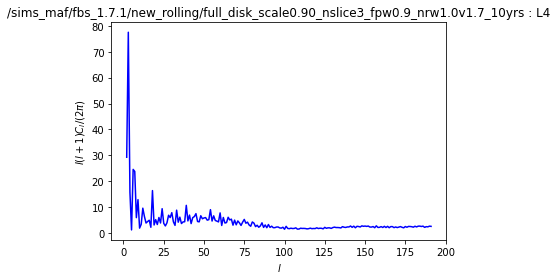 /sims_maf/fbs_1.7.1/new_rolling/full_disk_scale0.90_nslice3_fpw0.9_nrw1.0v1.7_10yrs : L4
80
70
60
50
40
30
20
10
0
l(l + 1)C_l/(2π)
0 25 50 75 100 125 150 175 200
l